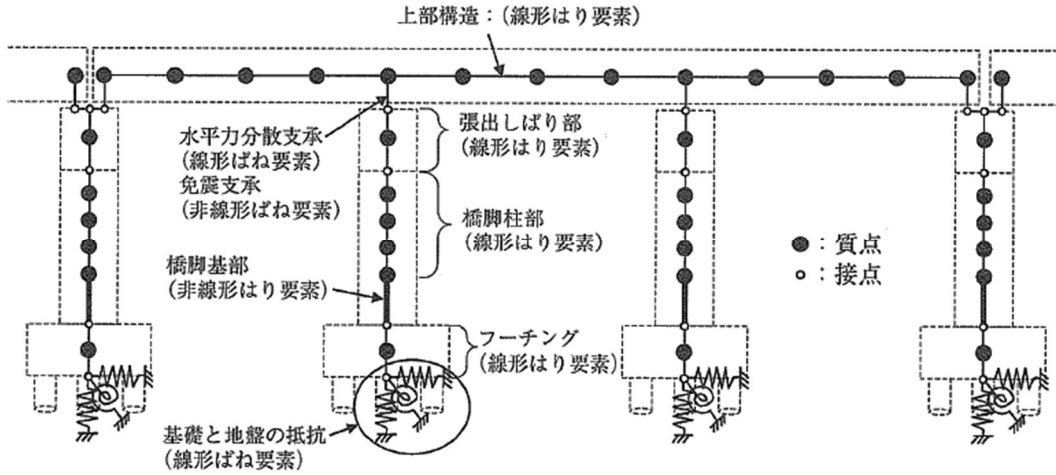 上部構造：(線形はり要素)
水平力分散支承
(線形ばね要素)
免震支承
(非線形ばね要素)
張出しばり部
(線形はり要素)
橋脚柱部
(線形はり要素)
●：質点
○：接点
橋脚基部
(非線形はり要素)
フーチング
(線形はり要素)
基礎と地盤の抵抗
(線形ばね要素)